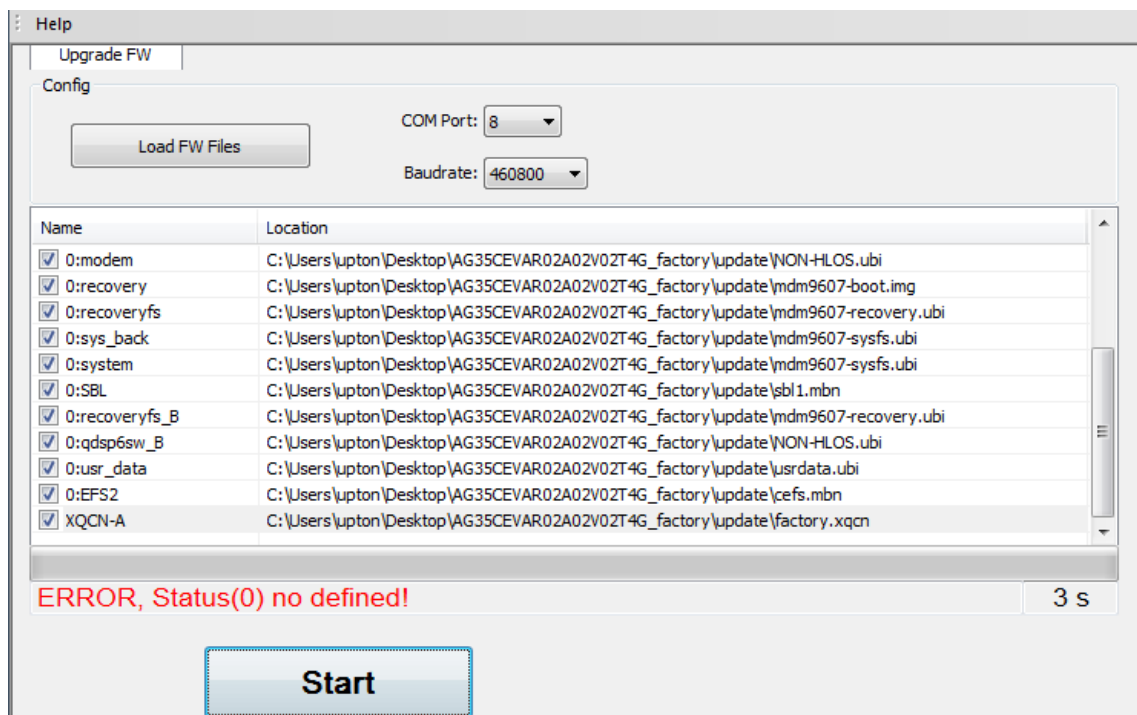 Help
Upgrade FW
Config
Load FW Files
COM Port: 8
Baudrate: 460800
Name Location
0:modem C:\Users\upton\Desktop\AG35CEVAR02A02V02T4G_factory\update\NON-HLOS.ubi
0:recovery C:\Users\upton\Desktop\AG35CEVAR02A02V02T4G_factory\update\mdm9607-boot.img
0:recoveryfs C:\Users\upton\Desktop\AG35CEVAR02A02V02T4G_factory\update\mdm9607-recovery.ubi
0:sys_back C:\Users\upton\Desktop\AG35CEVAR02A02V02T4G_factory\update\mdm9607-sysfs.ubi
0:system C:\Users\upton\Desktop\AG35CEVAR02A02V02T4G_factory\update\mdm9607-sysfs.ubi
0:SBL C:\Users\upton\Desktop\AG35CEVAR02A02V02T4G_factory\update\sbl1.mbn
0:recoveryfs_B C:\Users\upton\Desktop\AG35CEVAR02A02V02T4G_factory\update\mdm9607-recovery.ubi
0:qdsp6sw_B C:\Users\upton\Desktop\AG35CEVAR02A02V02T4G_factory\update\NON-HLOS.ubi
0:usr_data C:\Users\upton\Desktop\AG35CEVAR02A02V02T4G_factory\update\usrdata.ubi
0:EFS2 C:\Users\upton\Desktop\AG35CEVAR02A02V02T4G_factory\update\cefs.mbn
XQCN-A C:\Users\upton\Desktop\AG35CEVAR02A02V02T4G_factory\update\factory.xqcn
ERROR, Status(0) no defined! 3 s
Start